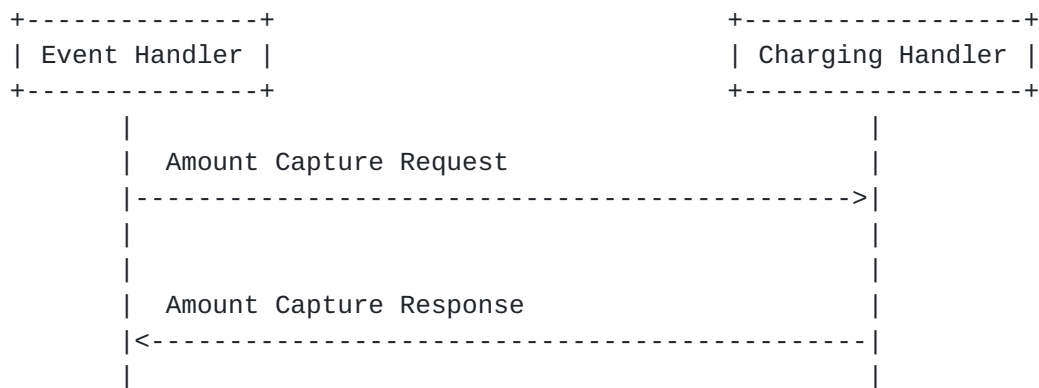 Event Handler Charging Handler
Amount Capture Request
Amount Capture Response